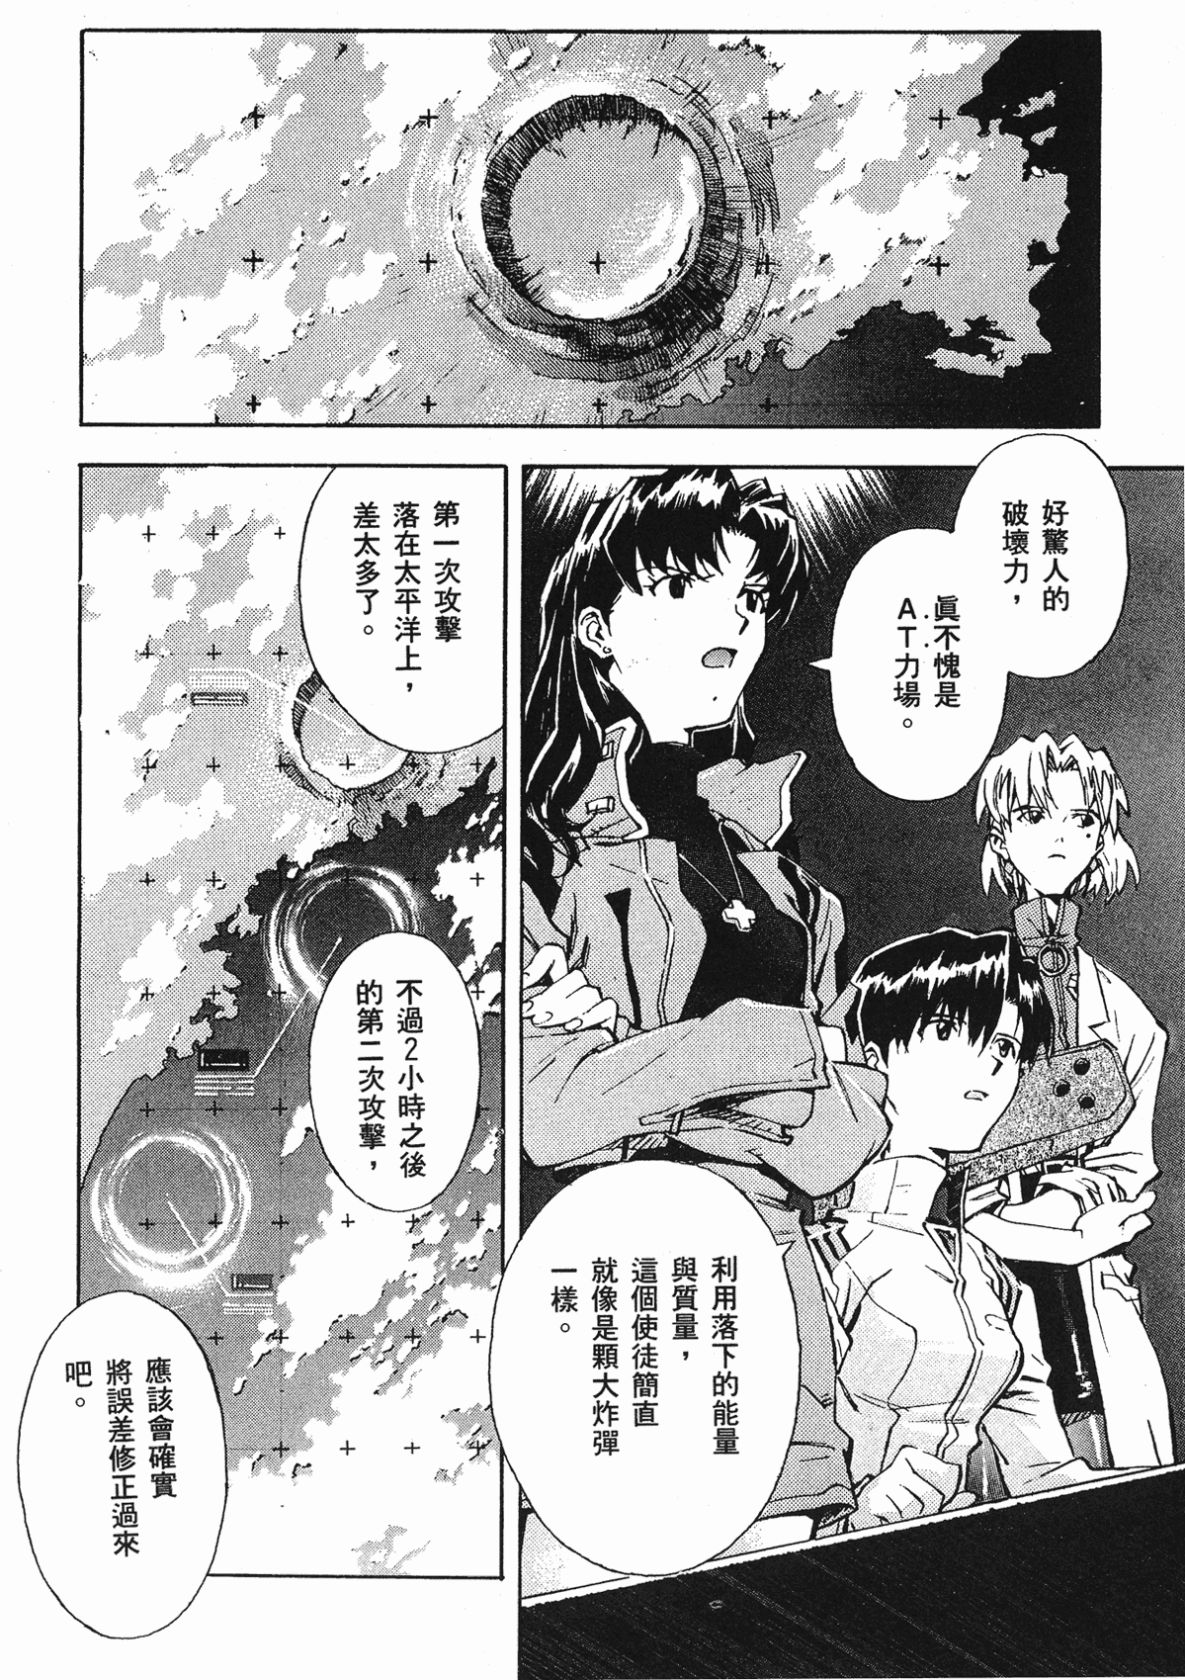 好驚人的
破壞力，
眞不愧是
AT力場。
利用落下的能量
與質量，
這個使徒簡直
就像是顆大炸彈
一樣。
第一次攻擊
落在太平洋上，
差太多了。
不過2小時之後
的第二次攻擊，
應該會確實
將誤差修正過來
吧。